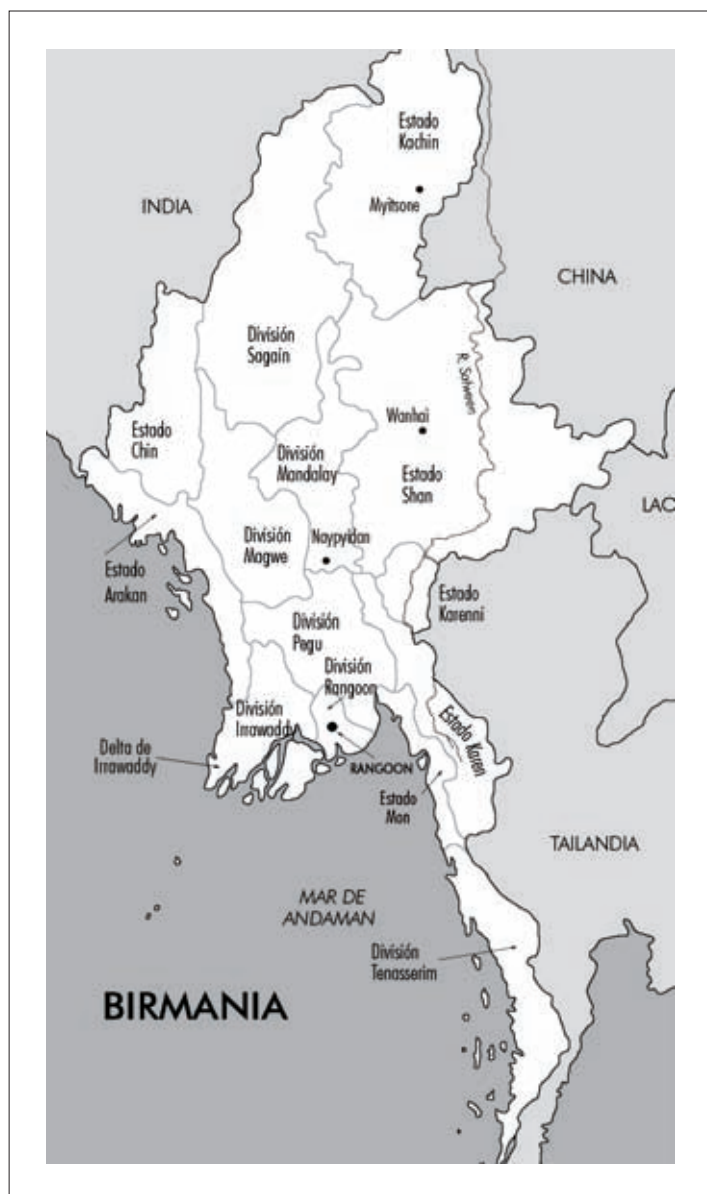 Estado
Kachin
Myitsone
INDIA
CHINA
División
Sagain
R. Salween
Wanhai
Estado
Chin
División
Mandalay
Estado
Shan
LAO
División
Magwe
Naypyidan
Estado
Arakan
Estado
Karenni
División
Pegu
División
Rangoon
División
Irrawaddy
Estado Karen
Delta de
Irrawaddy
RANGOON
Estado
Mon
TAILANDIA
MAR DE
ANDAMAN
División
Tenasserim
BIRMANIA